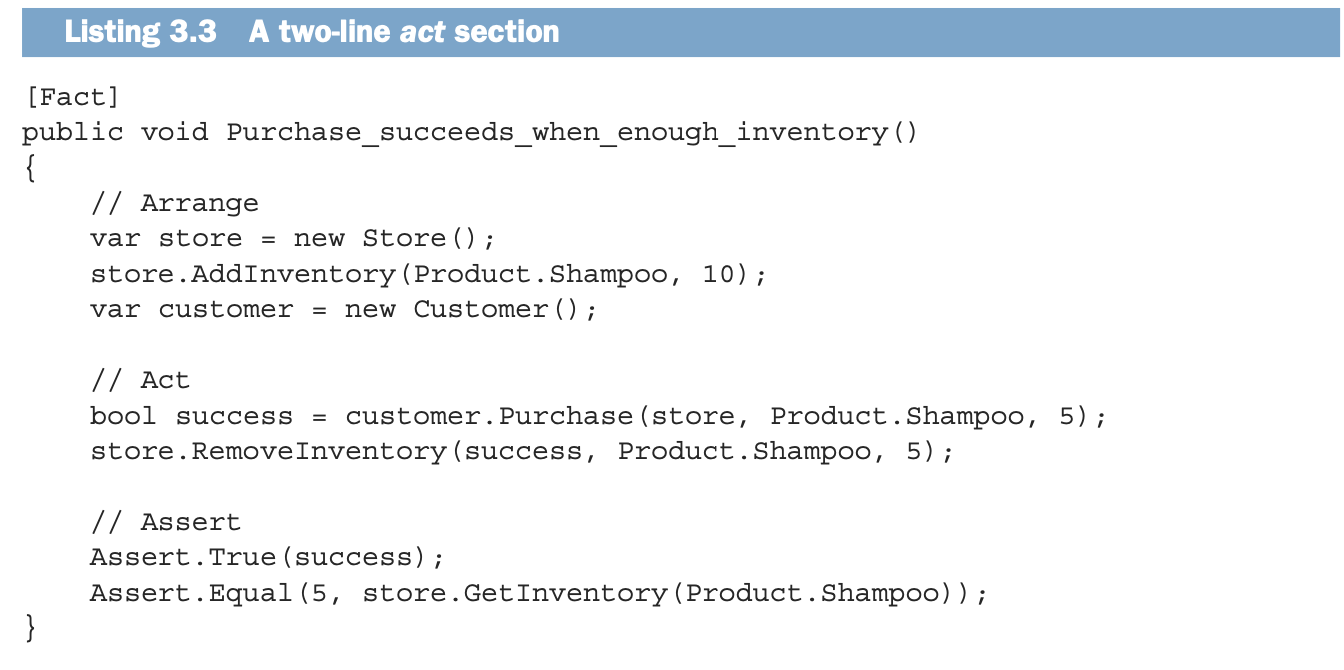 Listing 3.3 A two-line act section
[Fact]
public void Purchase_succeeds_when_enough_inventory()
{
    // Arrange
    var store = new Store();
    store.AddInventory(Product.Shampoo, 10);
    var customer = new Customer();

    // Act
    bool success = customer.Purchase(store, Product.Shampoo, 5);
    store.RemoveInventory(success, Product.Shampoo, 5);

    // Assert
    Assert.True(success);
    Assert.Equal(5, store.GetInventory(Product.Shampoo));
}